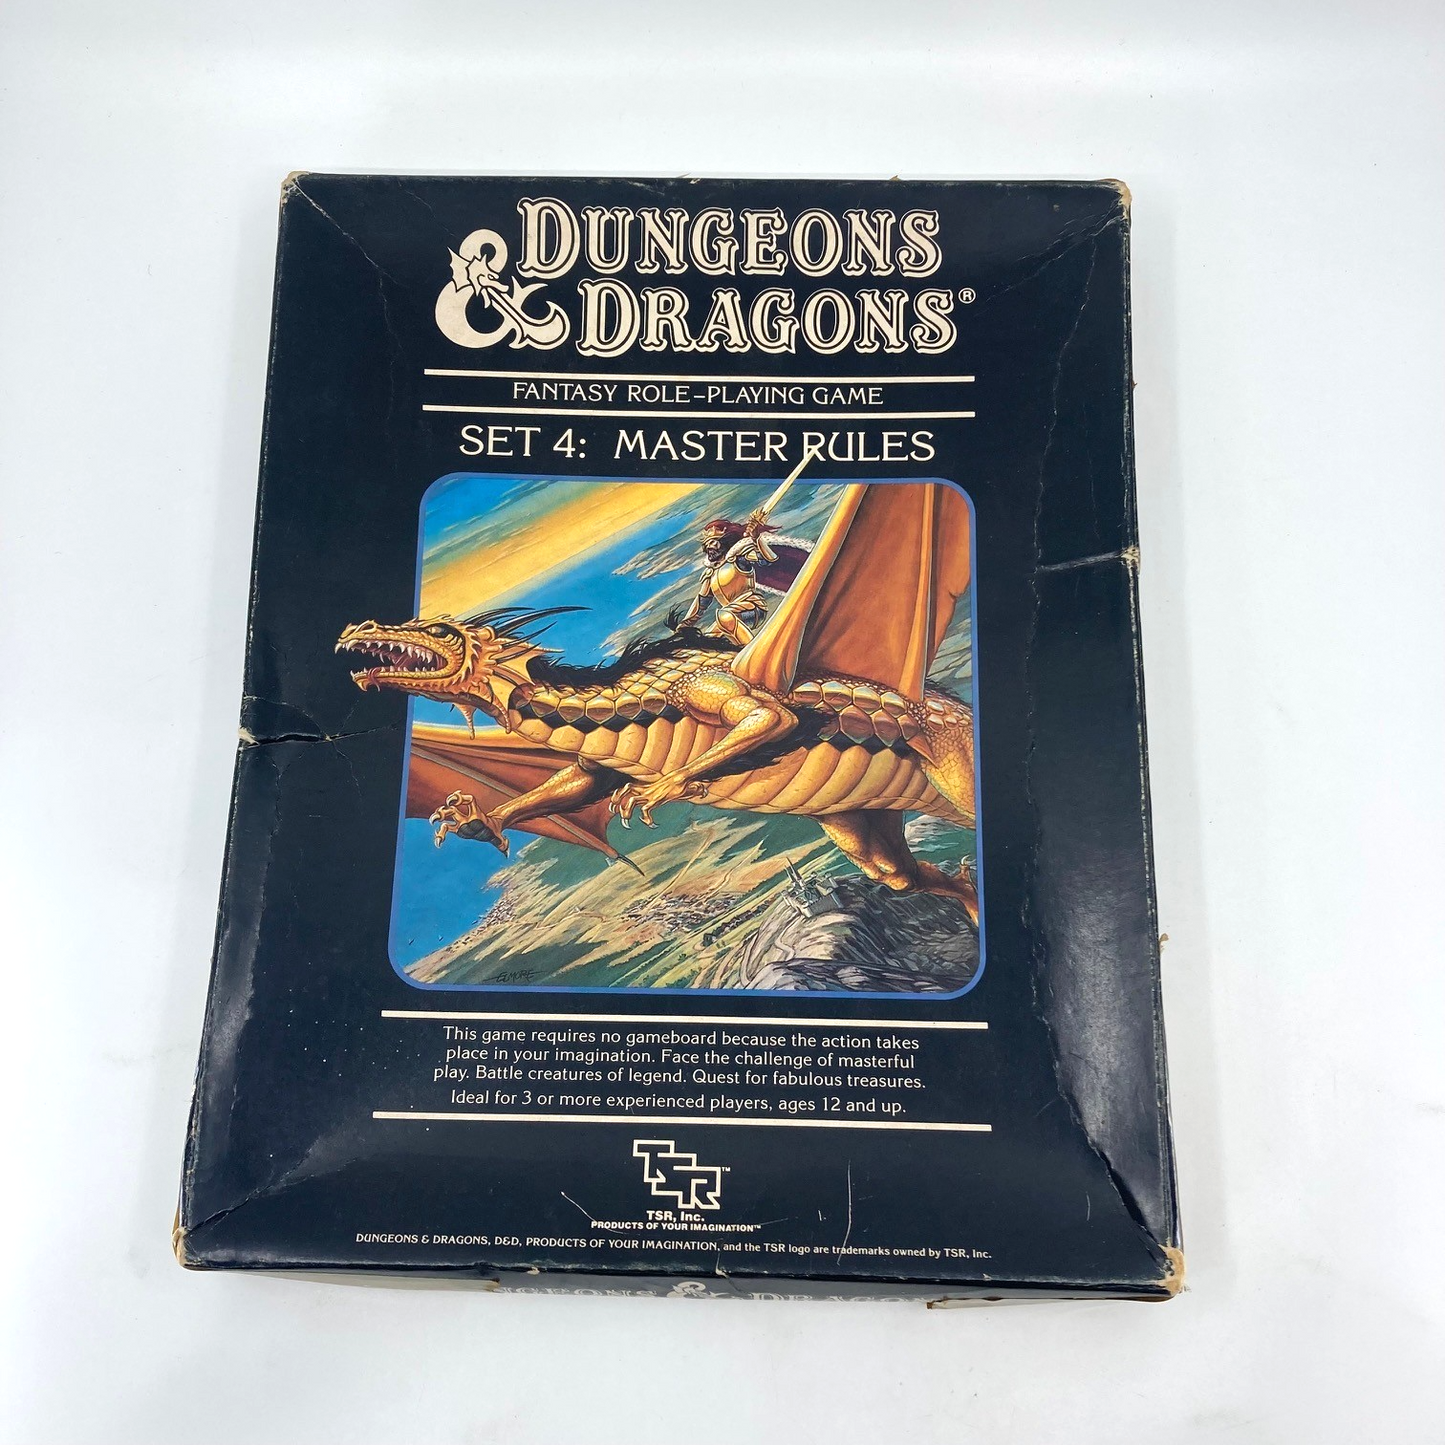 DUNGEONS
& DRAGONS®
FANTASY ROLE-PLAYING GAME
SET 4: MASTER RULES
ELMORE
This game requires no gameboard because the action takes
place in your imagination. Face the challenge of masterful
play. Battle creatures of legend. Quest for fabulous treasures.
Ideal for 3 or more experienced players, ages 12 and up.
TSR™
TSR, Inc.
PRODUCTS OF YOUR IMAGINATION™
DUNGEONS & DRAGONS, D&D, PRODUCTS OF YOUR IMAGINATION, and the TSR logo are trademarks owned by TSR, Inc.